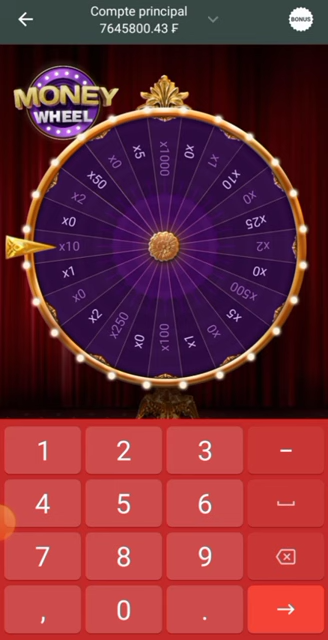 Compte principal
7645800.43 ₣
BONUS
MONEY
WHEEL
x1000
x0
x1
x10
x0
x25
x2
x0
x500
x5
x0
x1
x100
x0
x250
x2
x0
x1
x10
x0
x2
x50
x0
x5
1 2 3 -
4 5 6
7 8 9
, 0 . →